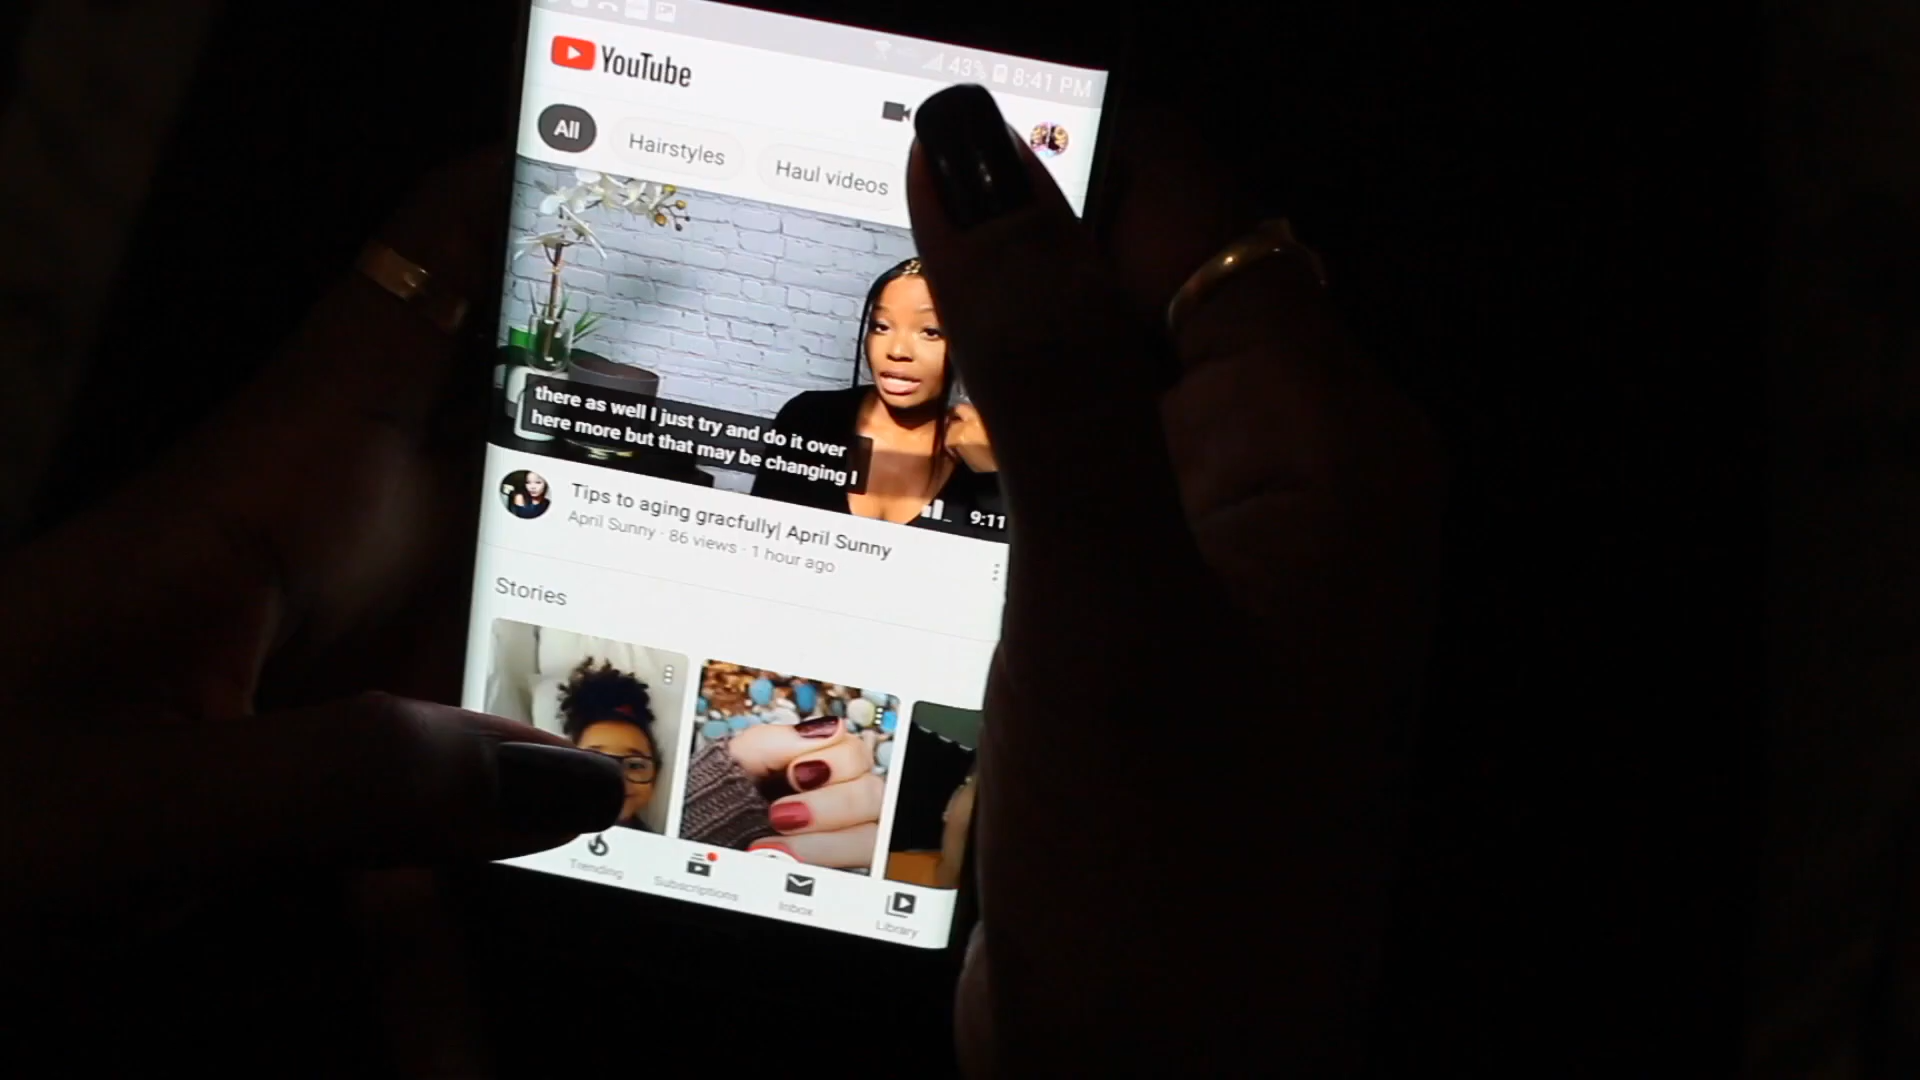 43% 8:41 PM
YouTube
All Hairstyles Haul videos
there as well I just try and do it over
here more but that may be changing I
9:11
Tips to aging gracfully| April Sunny
April Sunny · 86 views · 1 hour ago
Stories
Trending Subscriptions Inbox Library